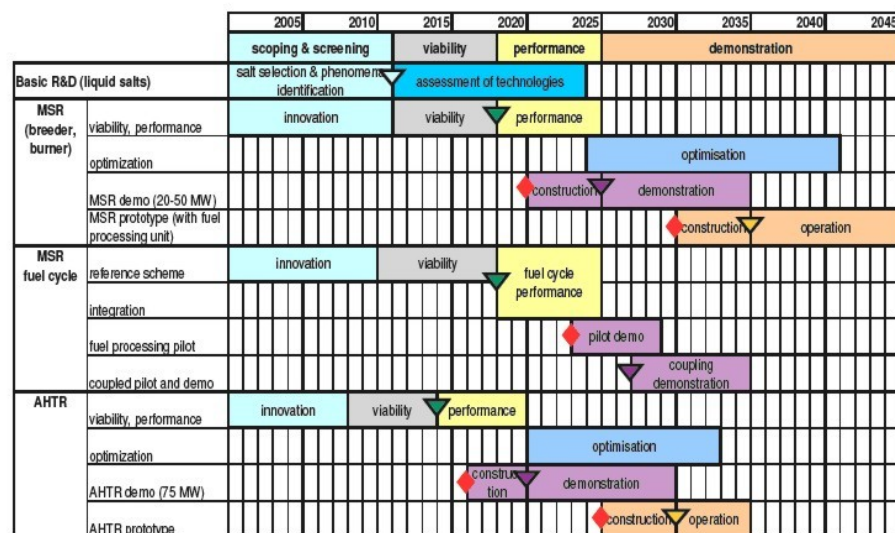 2005 2010 2015 2020 2025 2030 2035 2040 2045
scoping & screening viability performance demonstration
Basic R&D (liquid salts)
salt selection & phenomena
identification
assessment of technologies
MSR
(breeder,
burner)
viability, performance
innovation viability performance
optimization
optimisation
MSR demo (20-50 MW)
construction demonstration
MSR prototype (with fuel
processing unit)
construction operation
MSR
fuel cycle
reference scheme
innovation viability
fuel cycle
performance
integration
fuel processing pilot
pilot demo
coupled pilot and demo
coupling
demonstration
AHTR
viability, performance
innovation viability performance
optimization
optimisation
AHTR demo (75 MW)
construc
tion
demonstration
AHTR prototype
construction operation